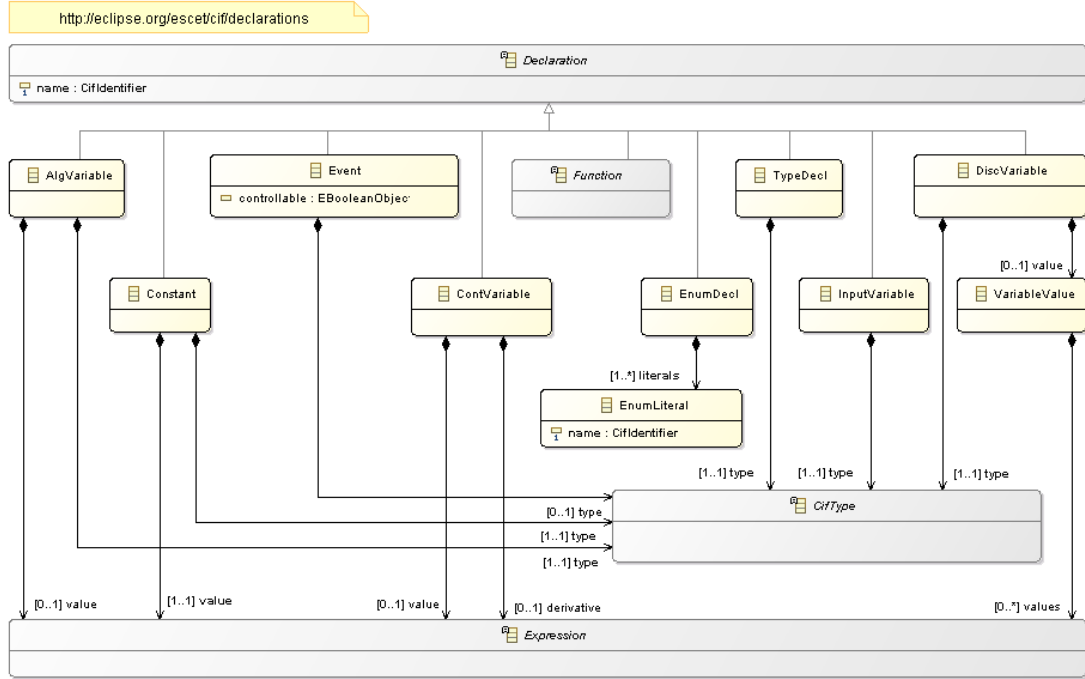 http://eclipse.org/escet/cif/declarations
Declaration
name : CifIdentifier
AlgVariable
Event
controllable : EBooleanObject
Function
TypeDecl
DiscVariable
[0..1] value
Constant
ContVariable
EnumDecl
InputVariable
VariableValue
[1..*] literals
EnumLiteral
name : CifIdentifier
[1..1] type
[1..1] type
[1..1] type
CifType
[0..1] type
[1..1] type
[1..1] type
[0..1] value
[1..1] value
[0..1] value
[0..1] derivative
[0..*] values
Expression